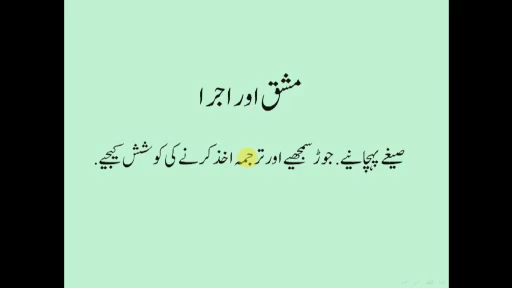 مشق اور اجرا
صیغے پہچانیے. جوڑ سمجھیے اور ترجمہ اخذ کرنے کی کوشش کیجیے.